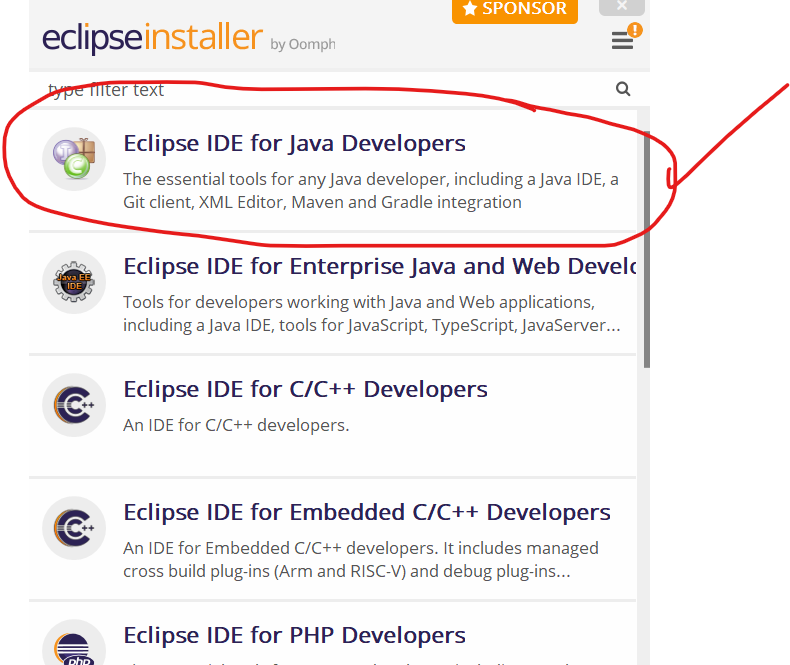 SPONSOR
eclipseinstaller by Oomph
type filter text
Eclipse IDE for Java Developers
The essential tools for any Java developer, including a Java IDE, a
Git client, XML Editor, Maven and Gradle integration
Java EE
IDE
Eclipse IDE for Enterprise Java and Web Develo
Tools for developers working with Java and Web applications,
including a Java IDE, tools for JavaScript, TypeScript, JavaServer...
Eclipse IDE for C/C++ Developers
An IDE for C/C++ developers.
Eclipse IDE for Embedded C/C++ Developers
An IDE for Embedded C/C++ developers. It includes managed
cross build plug-ins (Arm and RISC-V) and debug plug-ins...
Eclipse IDE for PHP Developers
php